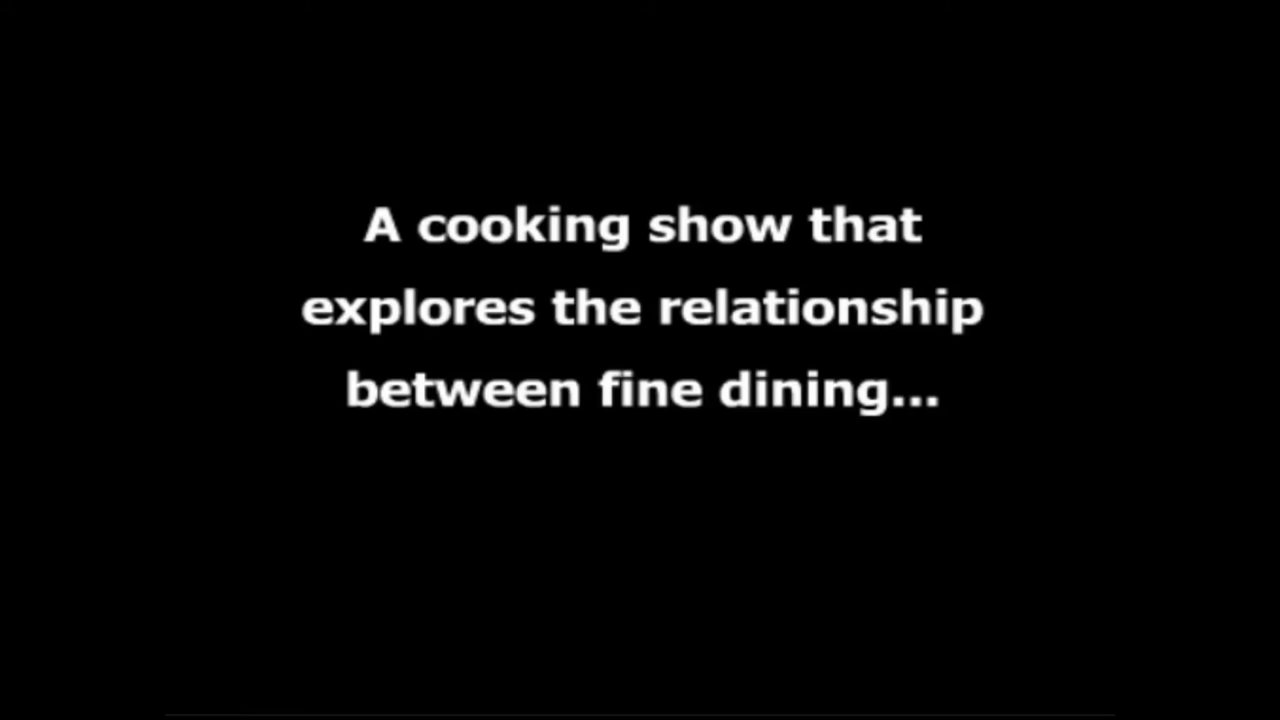 A cooking show that
explores the relationship
between fine dining...